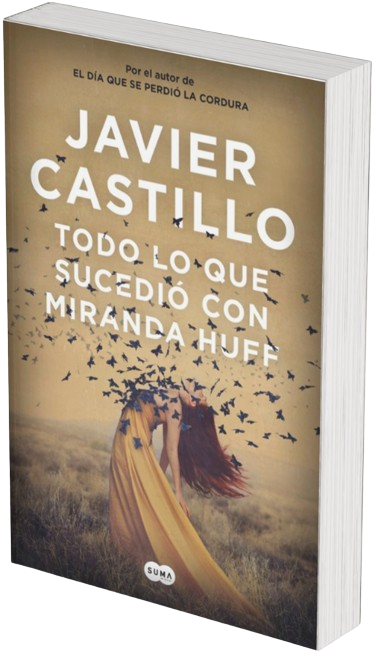 Por el autor de
EL DÍA QUE SE PERDIÓ LA CORDURA
JAVIER
CASTILLO
TODO LO QUE
SUCEDIÓ CON
MIRANDA HUFF
SUMA